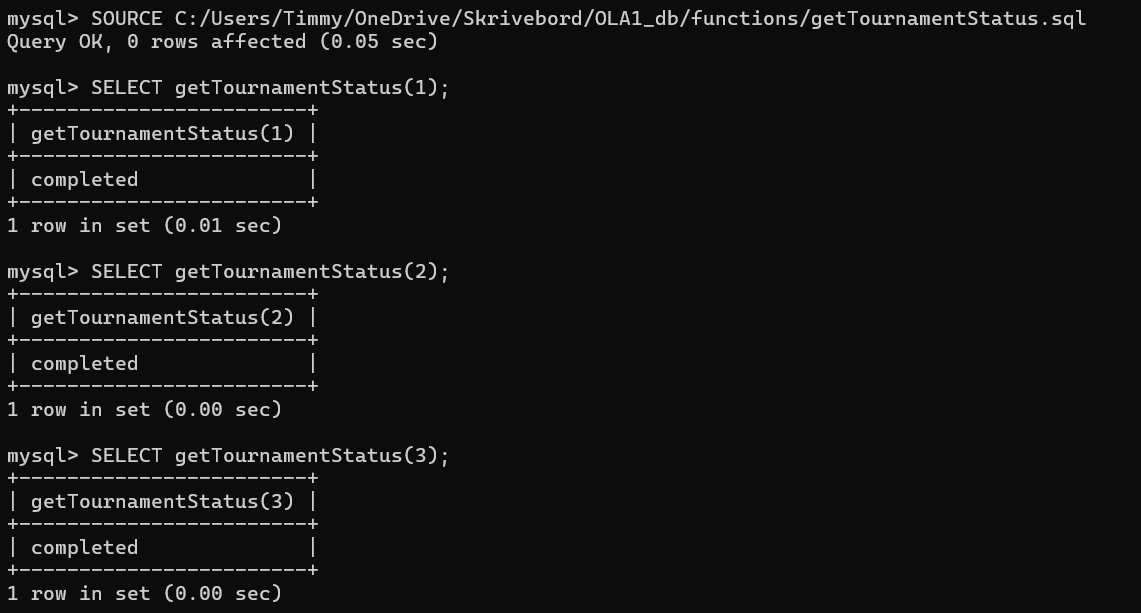 mysql> SOURCE C:/Users/Timmy/OneDrive/Skrivebord/OLA1_db/functions/getTournamentStatus.sql
Query OK, 0 rows affected (0.05 sec)
mysql> SELECT getTournamentStatus(1);
+------------------------+
| getTournamentStatus(1) |
+------------------------+
| completed              |
+------------------------+
1 row in set (0.01 sec)
mysql> SELECT getTournamentStatus(2);
+------------------------+
| getTournamentStatus(2) |
+------------------------+
| completed              |
+------------------------+
1 row in set (0.00 sec)
mysql> SELECT getTournamentStatus(3);
+------------------------+
| getTournamentStatus(3) |
+------------------------+
| completed              |
+------------------------+
1 row in set (0.00 sec)